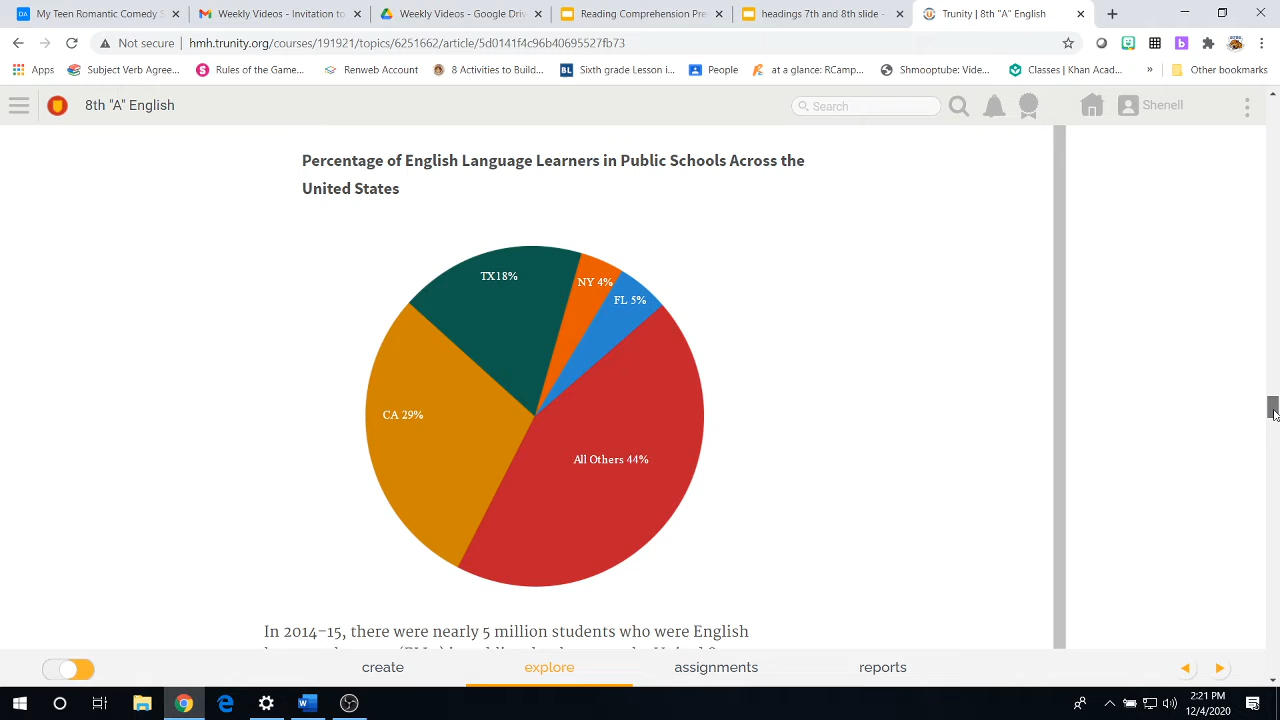 My Teen Romantic Comedy S
Weekly Videos - Imitation to
Weekly Videos - Google Driv
Reading Comprehension Pre
headings 7th and 8th slide -
Trunity | 8th "A" English
Not secure | hmh.trunity.org/courses/191921/topics/6251262/article/5d0141f4c96b40695527fb73
Apps
Subject Verb Agree...
Rules of the Game...
Renweb Account
8 Activities to Build...
BL Sixth grade Lesson i...
People
at a glance: RCamp...
Shmooptube: Vide...
Classes | Khan Acad...
»
Other bookmarks
8th "A" English
Search
Shenell
Percentage of English Language Learners in Public Schools Across the
United States
TX18%
NY 4%
FL 5%
CA 29%
All Others 44%
In 2014–15, there were nearly 5 million students who were English
create
explore
assignments
reports
2:21 PM
12/4/2020